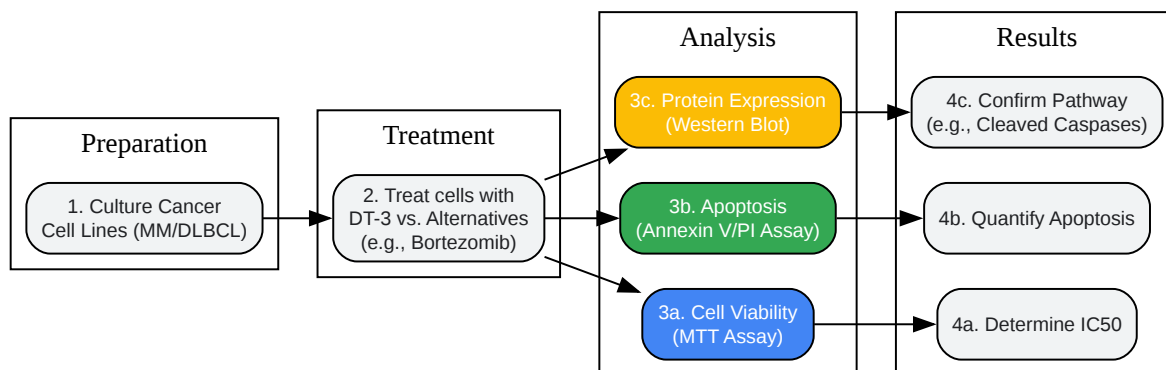 Preparation
1. Culture Cancer
Cell Lines (MM/DLBCL)
Treatment
2. Treat cells with
DT-3 vs. Alternatives
(e.g., Bortezomib)
Analysis
3c. Protein Expression
(Western Blot)
3b. Apoptosis
(Annexin V/PI Assay)
3a. Cell Viability
(MTT Assay)
Results
4c. Confirm Pathway
(e.g., Cleaved Caspases)
4b. Quantify Apoptosis
4a. Determine IC50